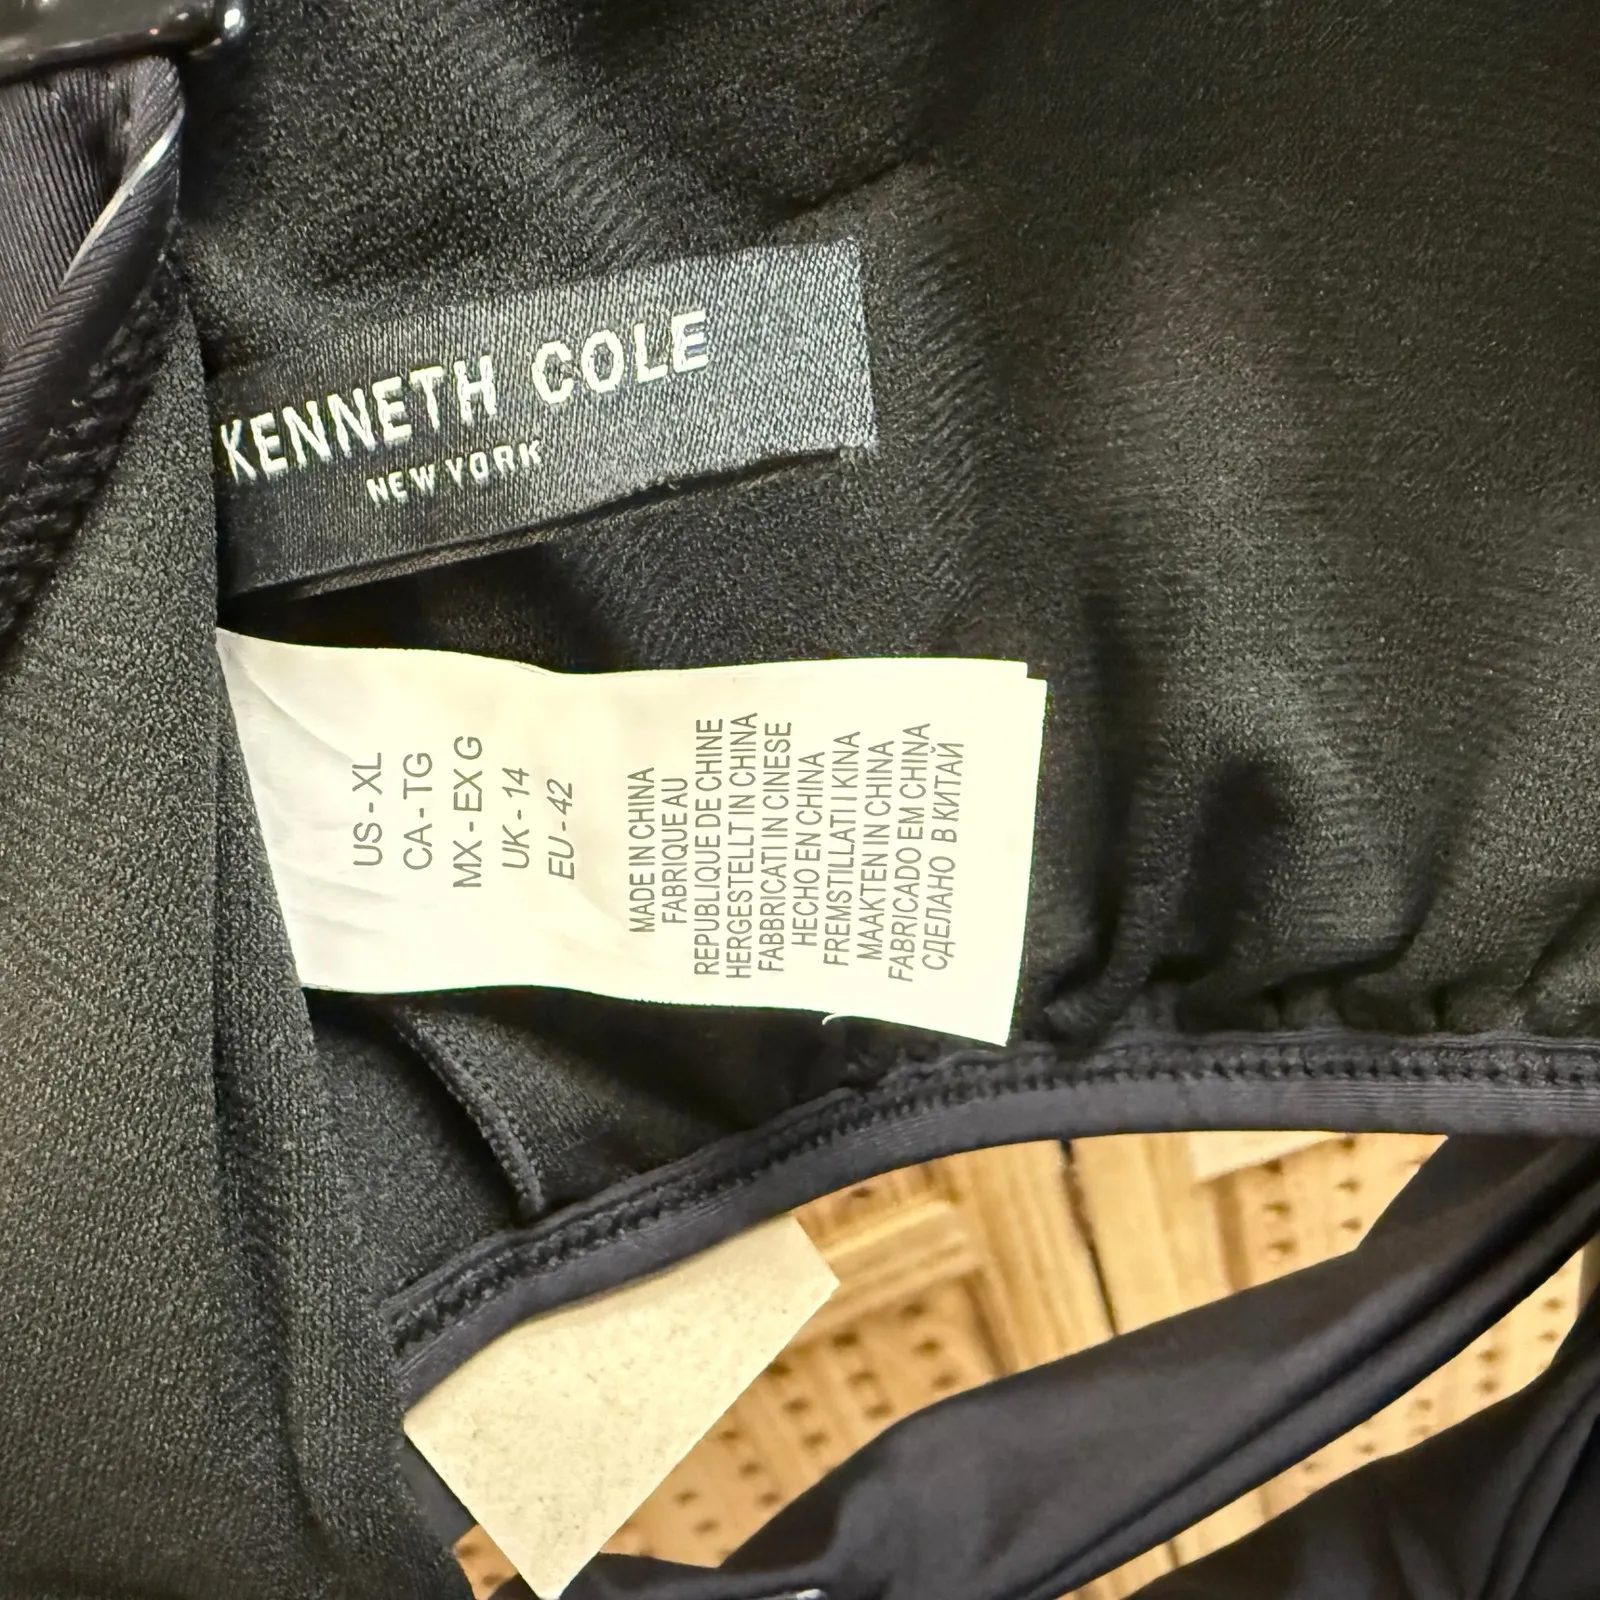 KENNETH COLE
NEW YORK
US - XL
CA - TG
MX - EX G
UK - 14
EU - 42
MADE IN CHINA
FABRIQUE AU
REPUBLIQUE DE CHINE
HERGESTELLT IN CHINA
FABBRICATI IN CINESE
HECHO EN CHINA
FREMSTILLATI I KINA
MAAKTEN IN CHINA
FABRICADO EM CHINA
СДЕЛАНО В КИТАЙ